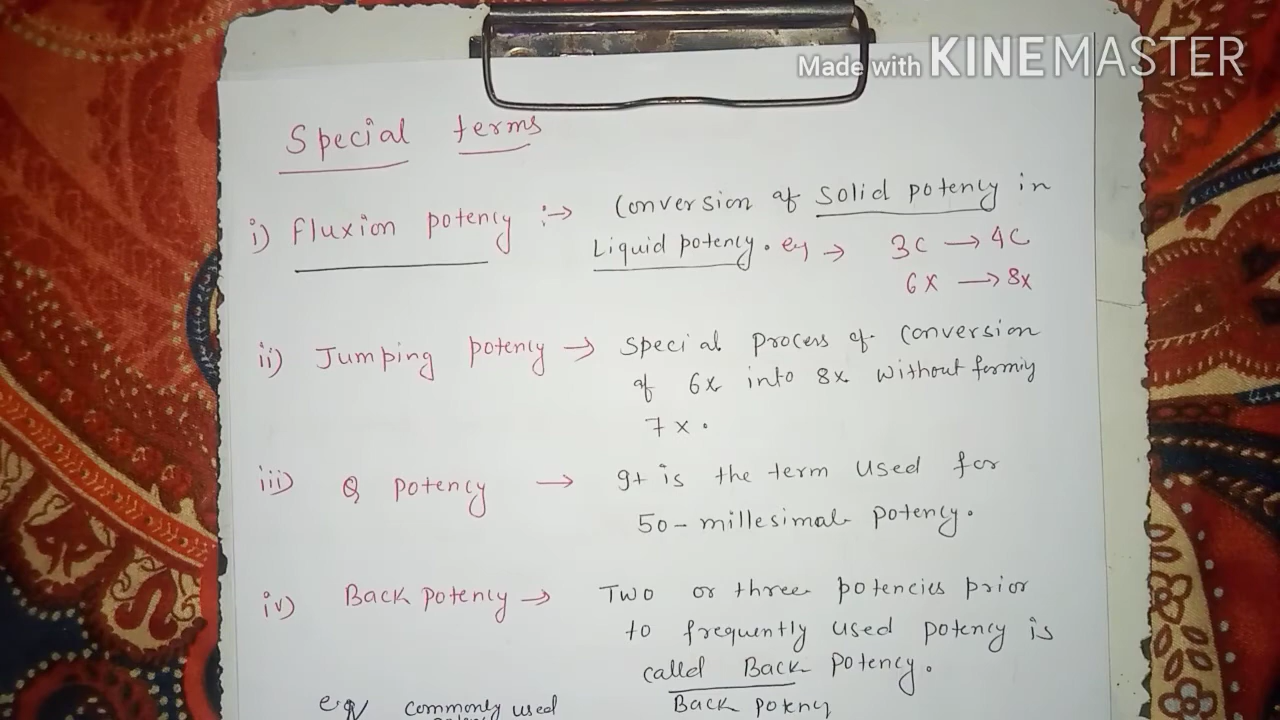 Made with KINEMASTER
Special terms
i) fluxion potency :→ Conversion of solid potency in
Liquid potency. eg → 3C → 4C
6X → 8X
ii) Jumping potency → special process of conversion
of 6x into 8x without forming
7x.
iii) Q potency → It is the term used for
50-millesimal potency.
iv) Back potency → Two or three potencies prior
to frequently used potency is
called Back potency.
eg commonly used Back potency